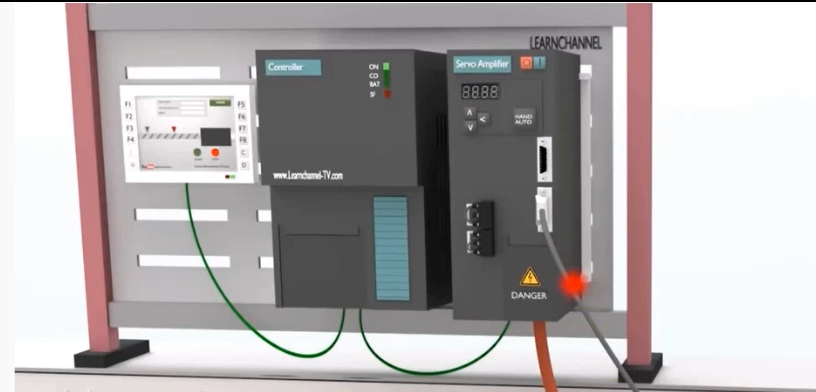 LEARNCHANNEL
Controller
ON
CO
BAT
SF
Servo Amplifier
8888
HAND
AUTO
F1
F2
F3
F4
F5
F6
F7
F8
C
D
www.Learnchannel-TV.com
DANGER